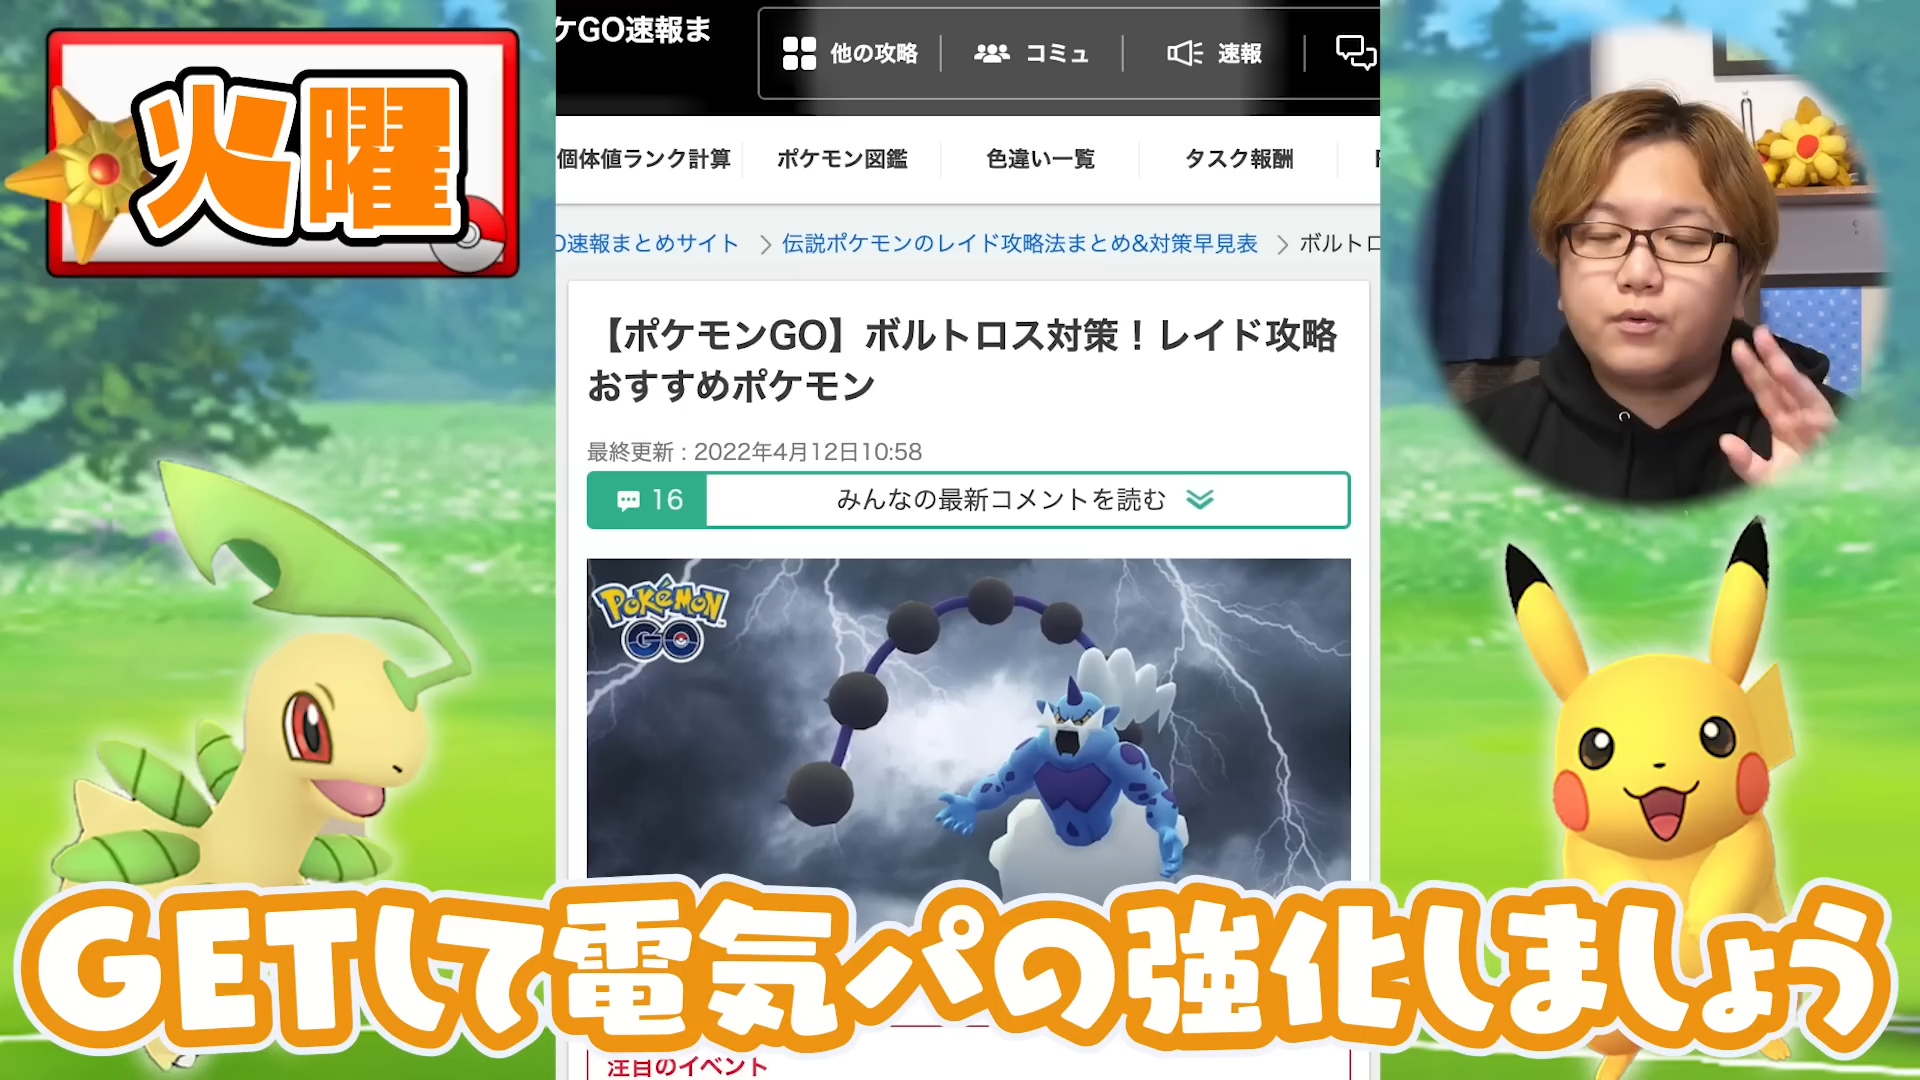 火曜
ケGO速報ま
他の攻略
コミュ
速報
個体値ランク計算
ポケモン図鑑
色違い一覧
タスク報酬
O速報まとめサイト
伝説ポケモンのレイド攻略法まとめ&対策早見表
ボルトロ
【ポケモンGO】ボルトロス対策！レイド攻略
おすすめポケモン
最終更新 : 2022年4月12日10:58
16
みんなの最新コメントを読む
POKÉMON
GO
GETして電気パの強化しましょう
注目のイベント